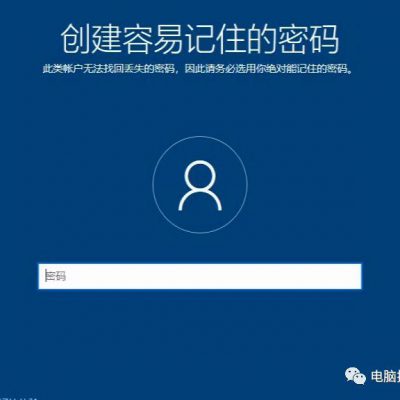 创建容易记住的密码
此类帐户无法找回丢失的密码，因此请务必选用你绝对能记住的密码。
密码
电脑